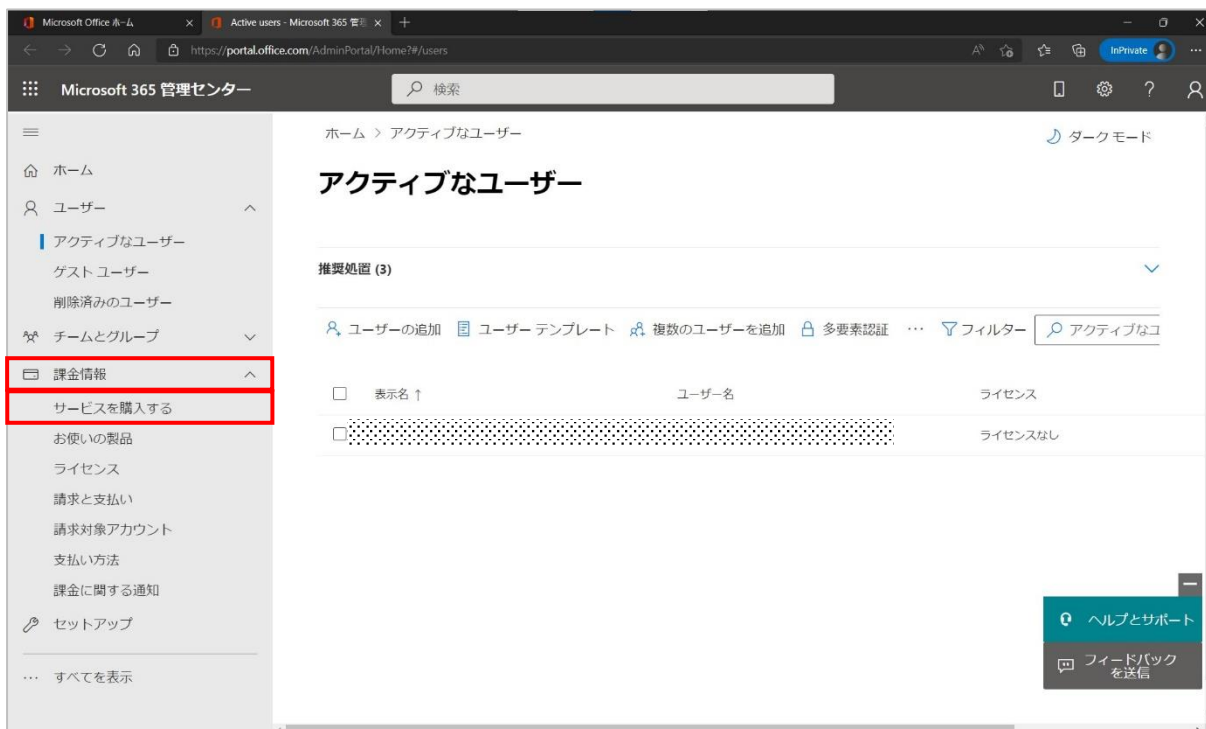 Microsoft Office ホーム
Active users - Microsoft 365 管理
https://portal.office.com/AdminPortal/Home?#/users
InPrivate
Microsoft 365 管理センター
検索
ホーム > アクティブなユーザー
ダーク モード
ホーム
ユーザー
アクティブなユーザー
ゲスト ユーザー
削除済みのユーザー
チームとグループ
課金情報
サービスを購入する
お使いの製品
ライセンス
請求と支払い
請求対象アカウント
支払い方法
課金に関する通知
セットアップ
すべてを表示
アクティブなユーザー
推奨処置 (3)
ユーザーの追加 ユーザー テンプレート 複数のユーザーを追加 多要素認証 … フィルター アクティブなユ
表示名 ↑ ユーザー名 ライセンス
ライセンスなし
ヘルプとサポート
フィードバック
を送信